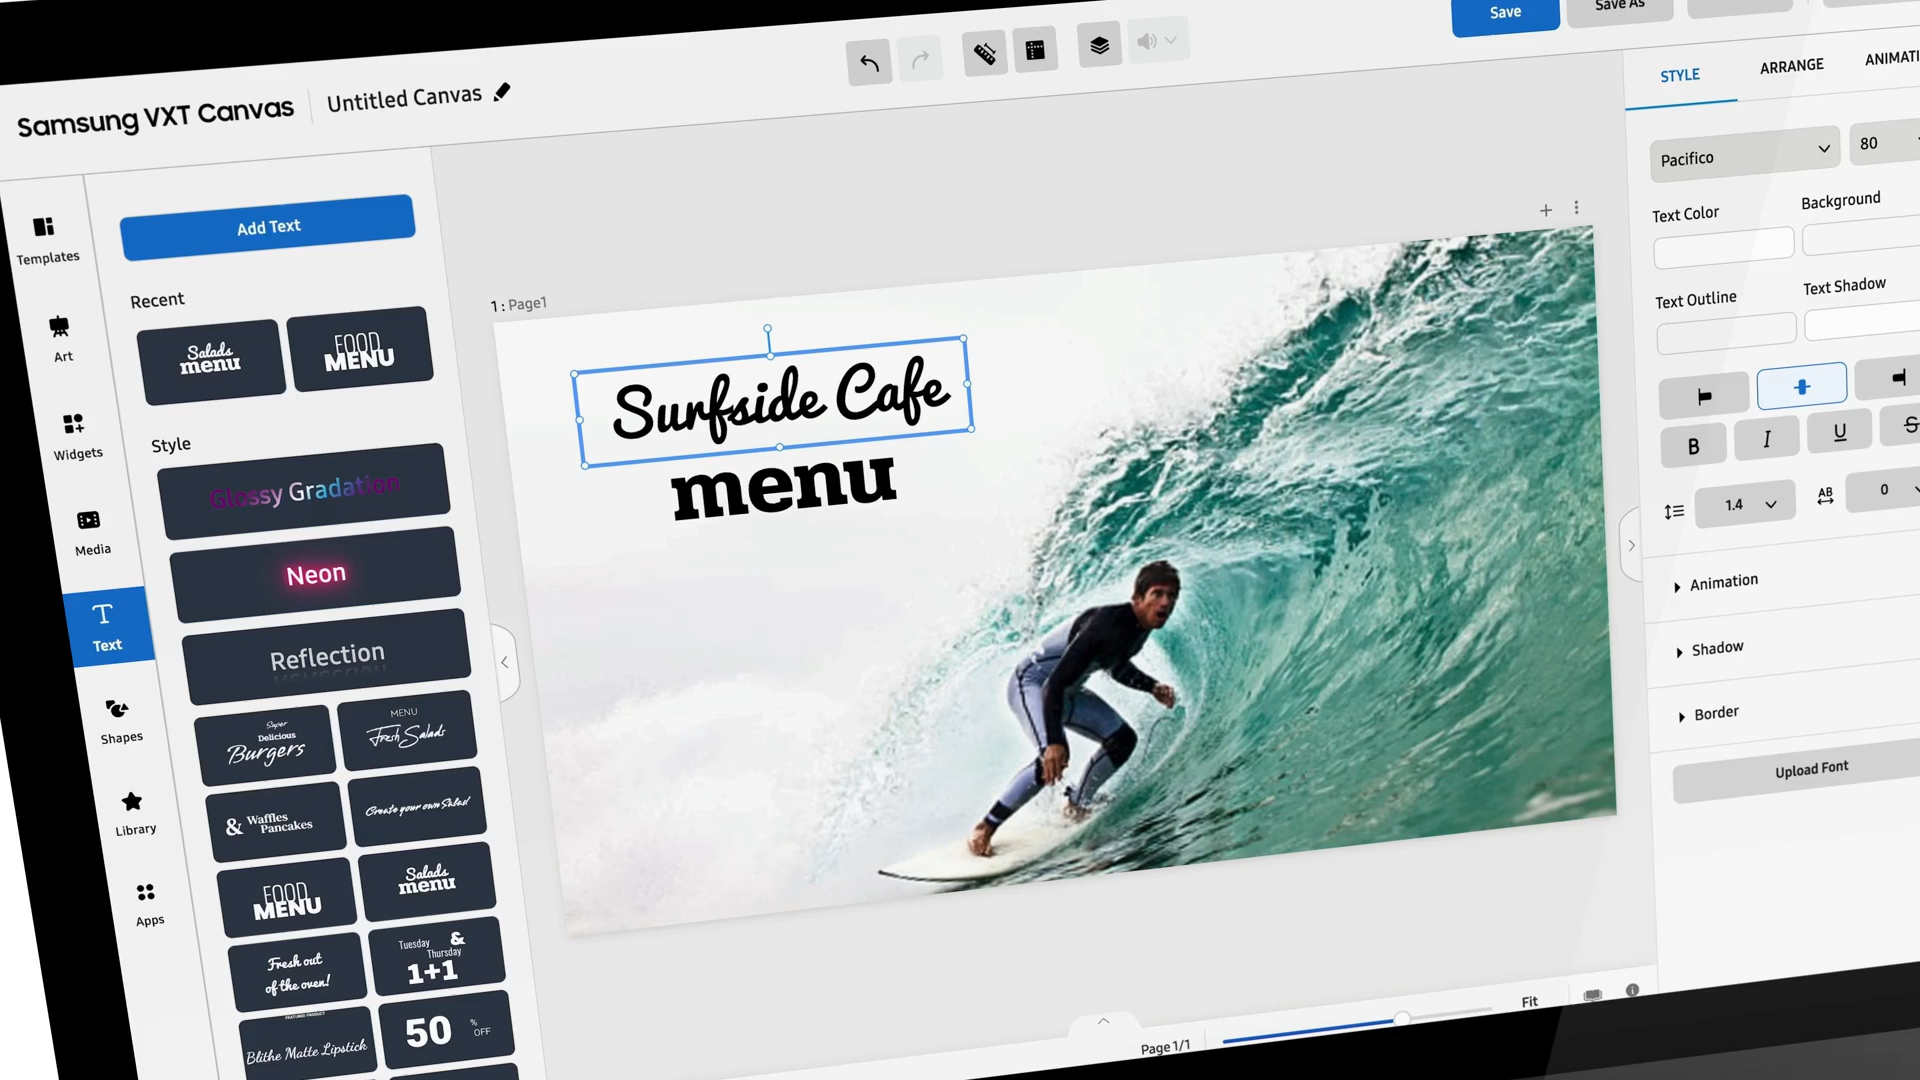 Save
Save As
Samsung VXT Canvas
Untitled Canvas
STYLE
ARRANGE
Templates
Art
Widgets
Media
Text
Shapes
Library
Apps
Add Text
Recent
Salads
menu
FOOD
MENU
Style
Glossy Gradation
Neon
Reflection
Super
Delicious
Burgers
MENU
Fresh Salads
& Waffles
Pancakes
Create your own Salad
FOOD
MENU
Salads
menu
Fresh out
of the oven!
Tuesday &
Thursday
1+1
FEATURED PRODUCT
Blithe Matte Lipstick
50 %
OFF
1 : Page1
Surfside Cafe
menu
Page 1/1
Fit
Pacifico
80
Text Color
Background
Text Outline
Text Shadow
B
I
U
S
1.4
AB
0
Animation
Shadow
Border
Upload Font